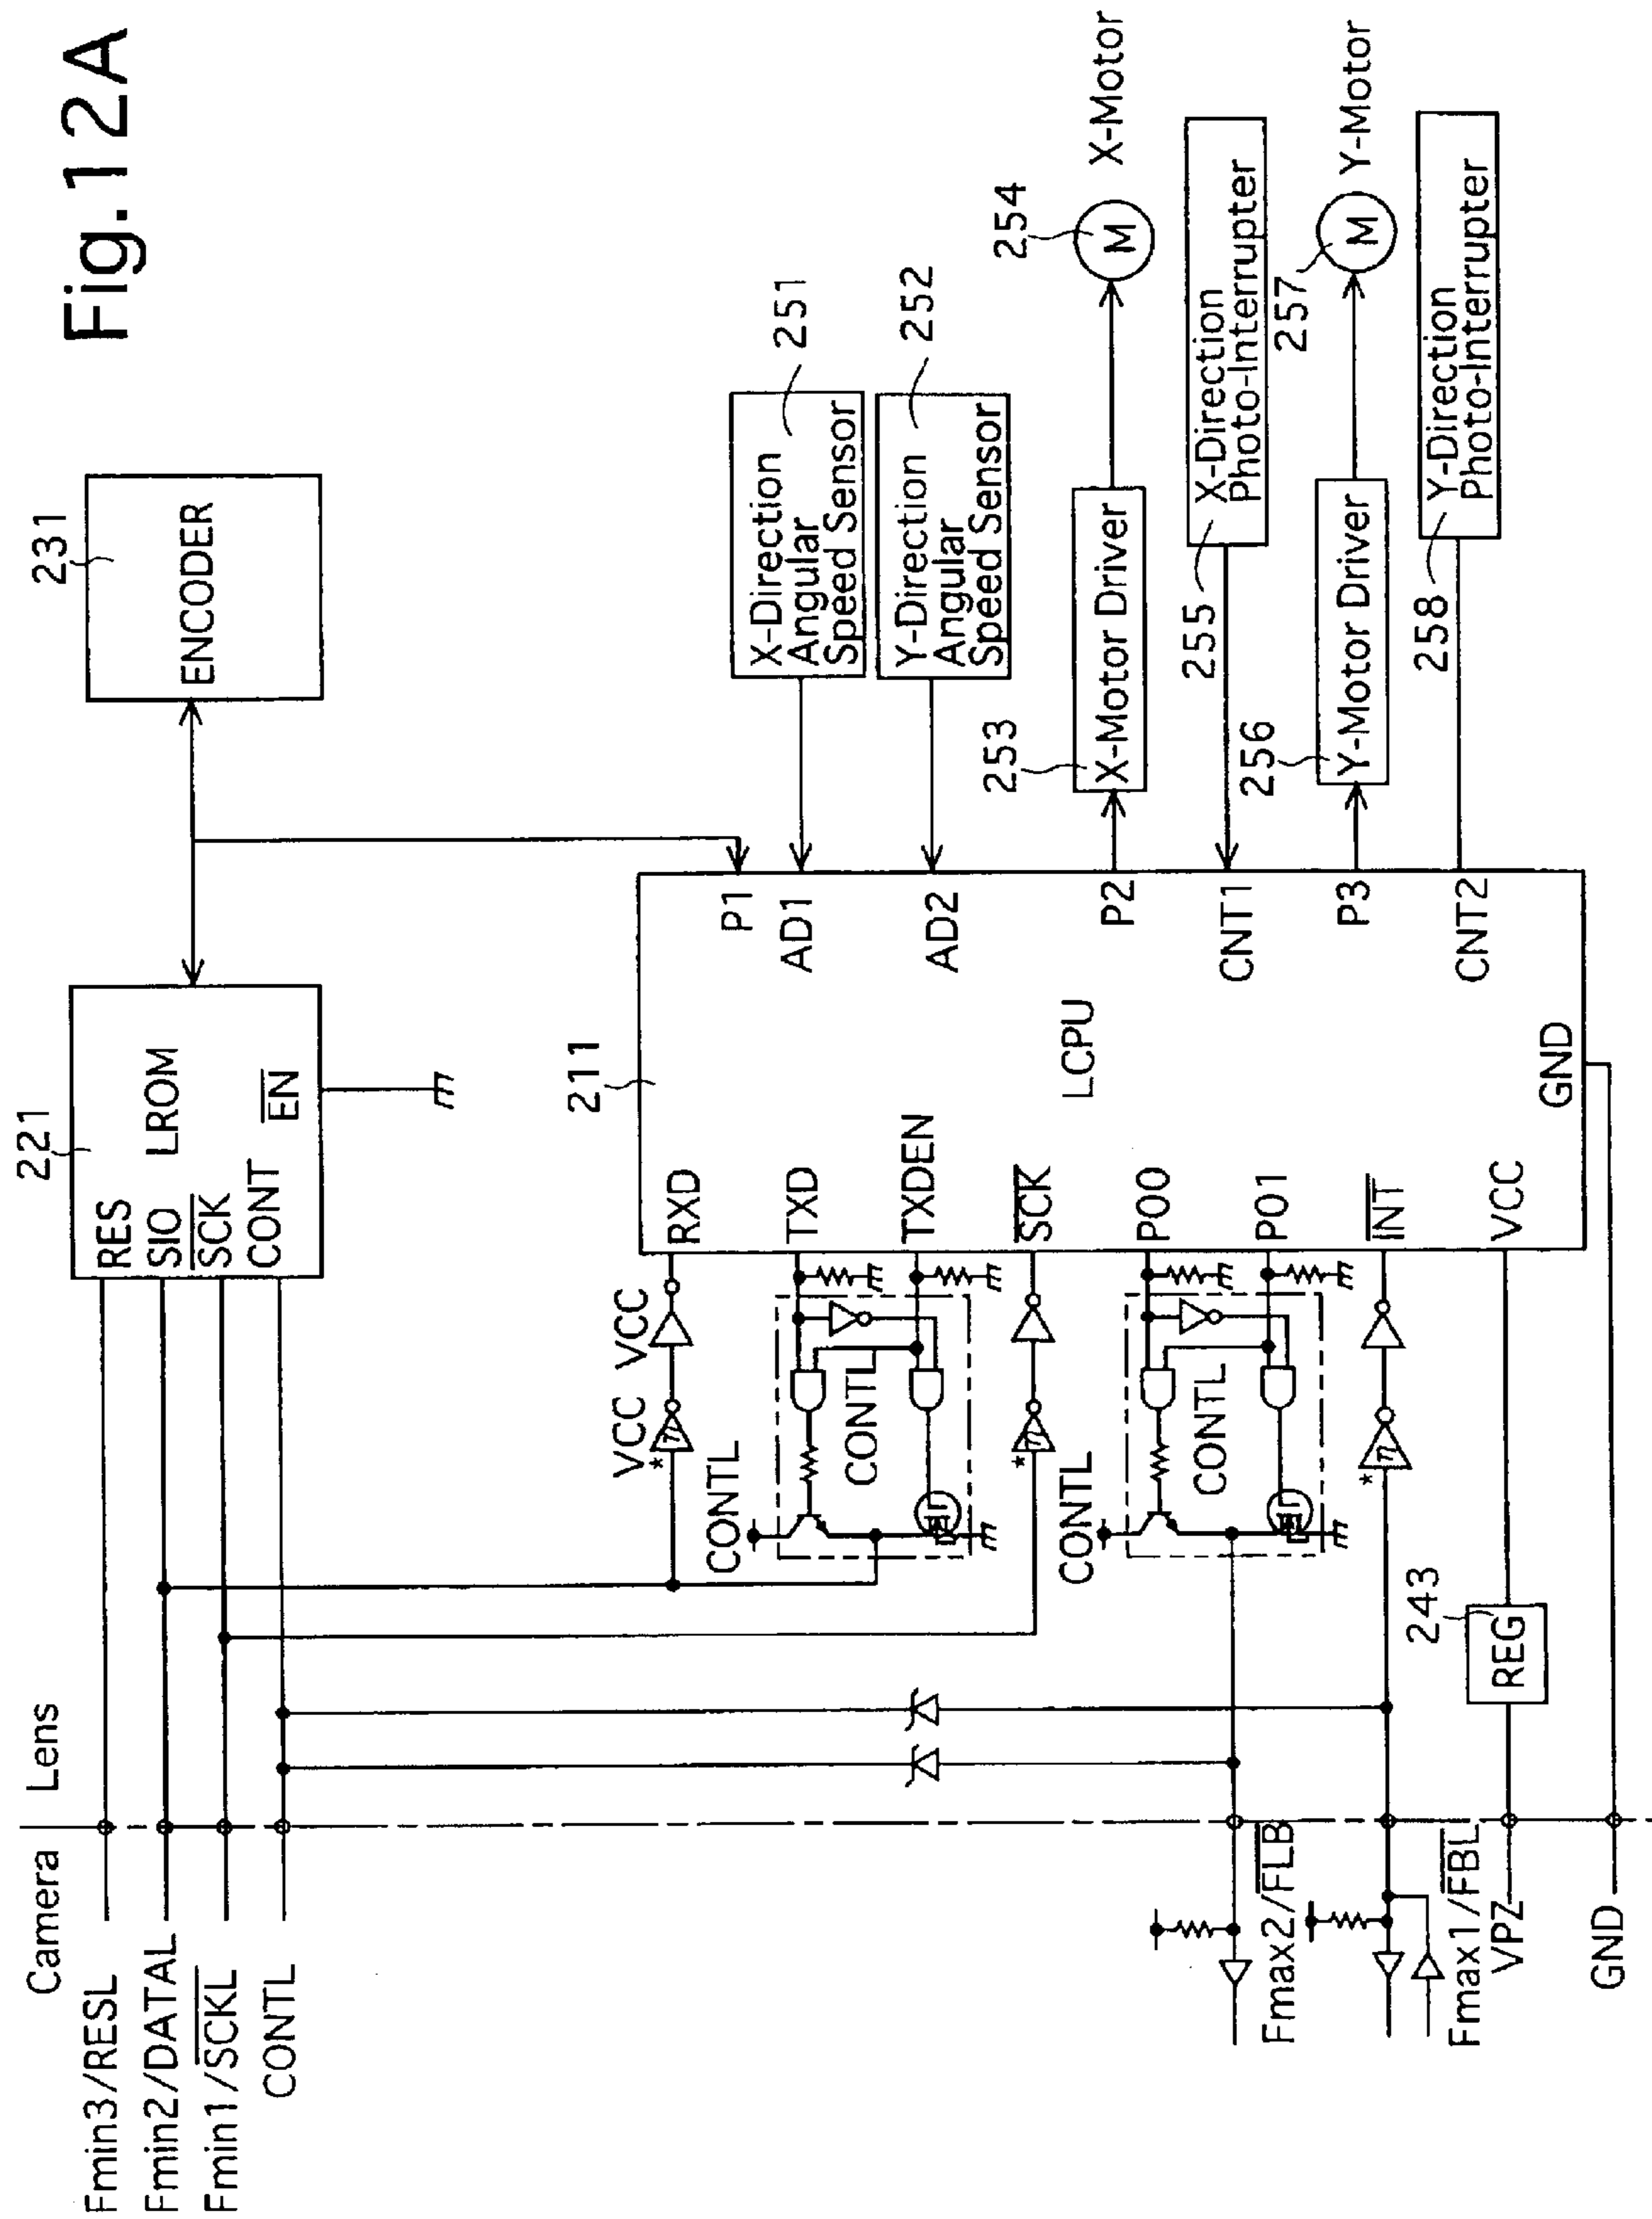 Fig.12A
Camera
Lens
Fmin3/RESL
Fmin2/DATAL
Fmin1/SCKL
CONTL
221
RES
SIO
LROM
SCK
CONT
EN
231
ENCODER
211
LCPU
RXD
TXD
TXDEN
SCK
P00
P01
INT
VCC
GND
P1
AD1
AD2
P2
CNT1
P3
CNT2
VCC
VCC
*
CONTL
CONTL
*
CONTL
CONTL
*
243
REG
Fmax2/FLB
Fmax1/FBL
VPZ
GND
X-Direction
Angular
Speed Sensor
251
Y-Direction
Angular
Speed Sensor
252
253
X-Motor Driver
254
M
X-Motor
255
X-Direction
Photo-Interrupter
256
Y-Motor Driver
257
M
Y-Motor
258
Y-Direction
Photo-Interrupter